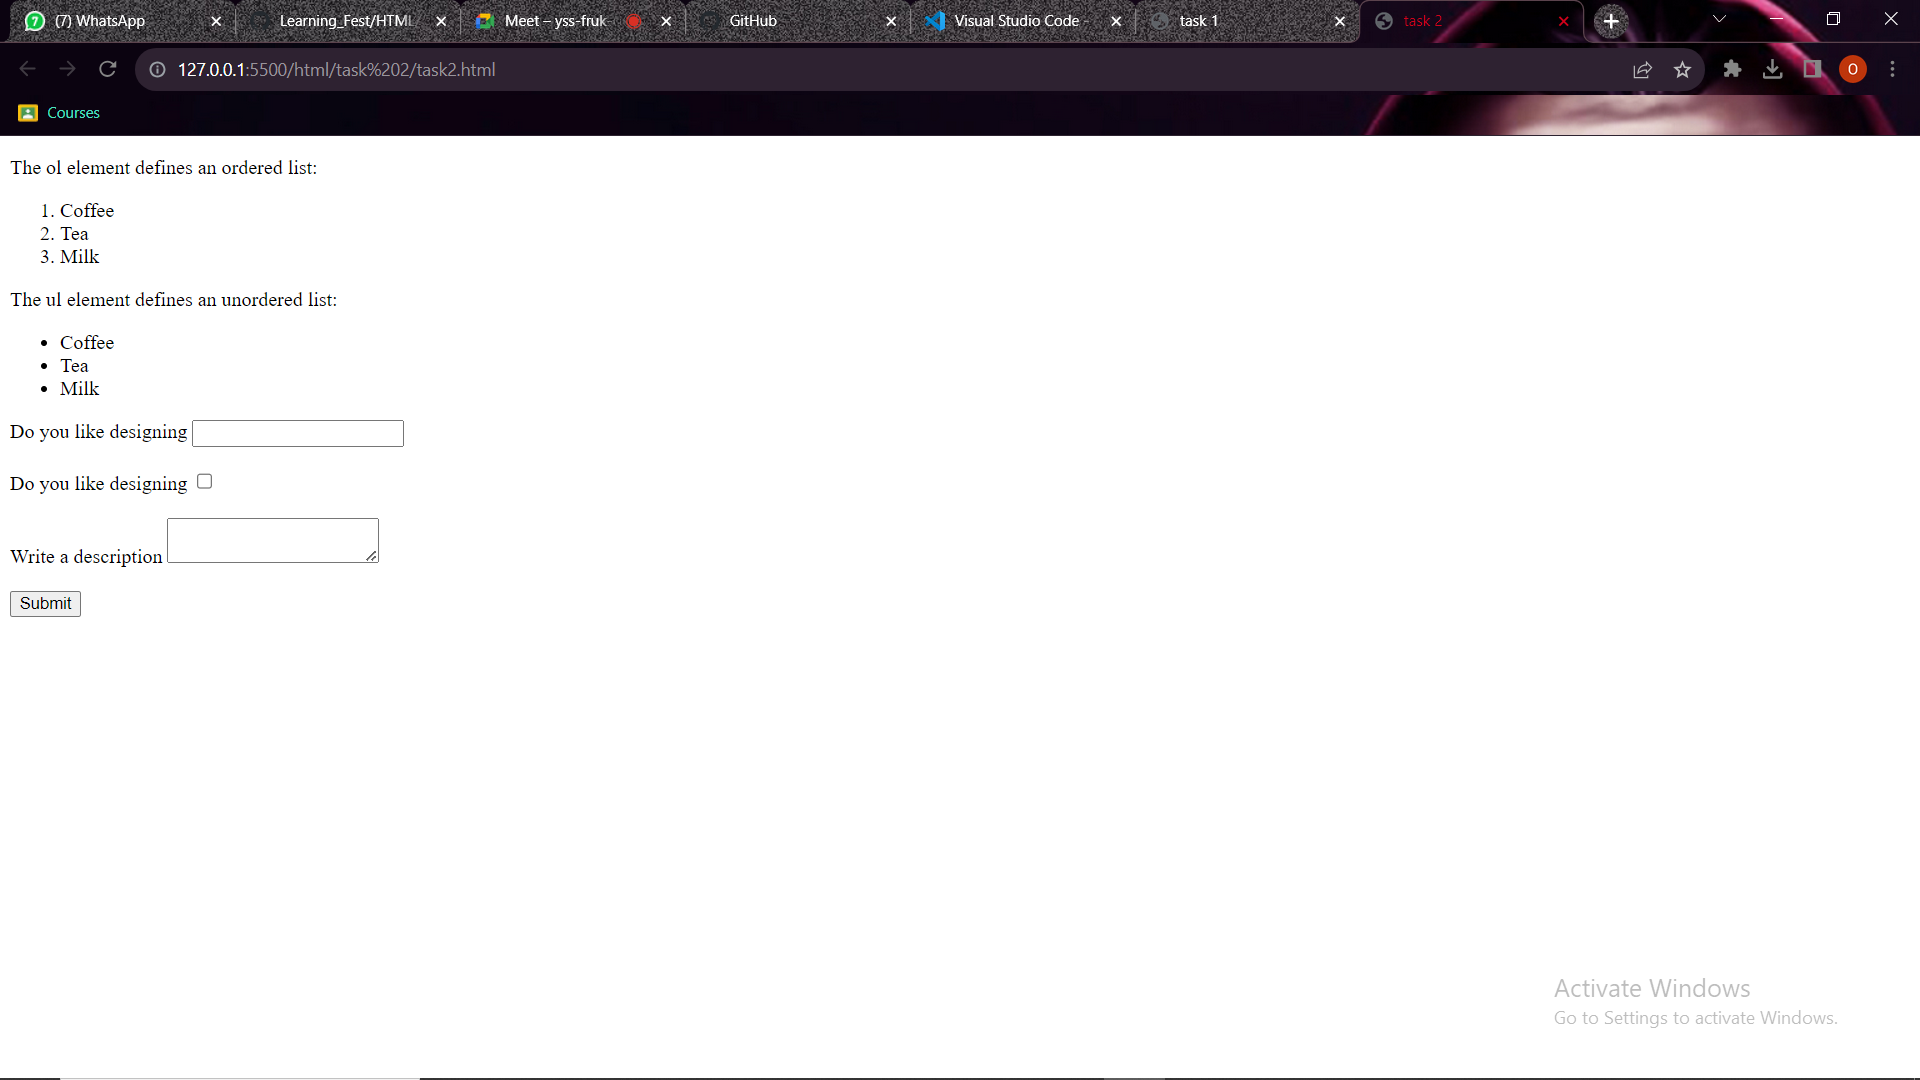 (7) WhatsApp
Learning_Fest/HTML
Meet – yss-fruk
GitHub
Visual Studio Code -
task 1
task 2
127.0.0.1:5500/html/task%202/task2.html
O
Courses
The ol element defines an ordered list:
1. Coffee
2. Tea
3. Milk
The ul element defines an unordered list:
• Coffee
• Tea
• Milk
Do you like designing
Do you like designing
Write a description
Submit
Activate Windows
Go to Settings to activate Windows.